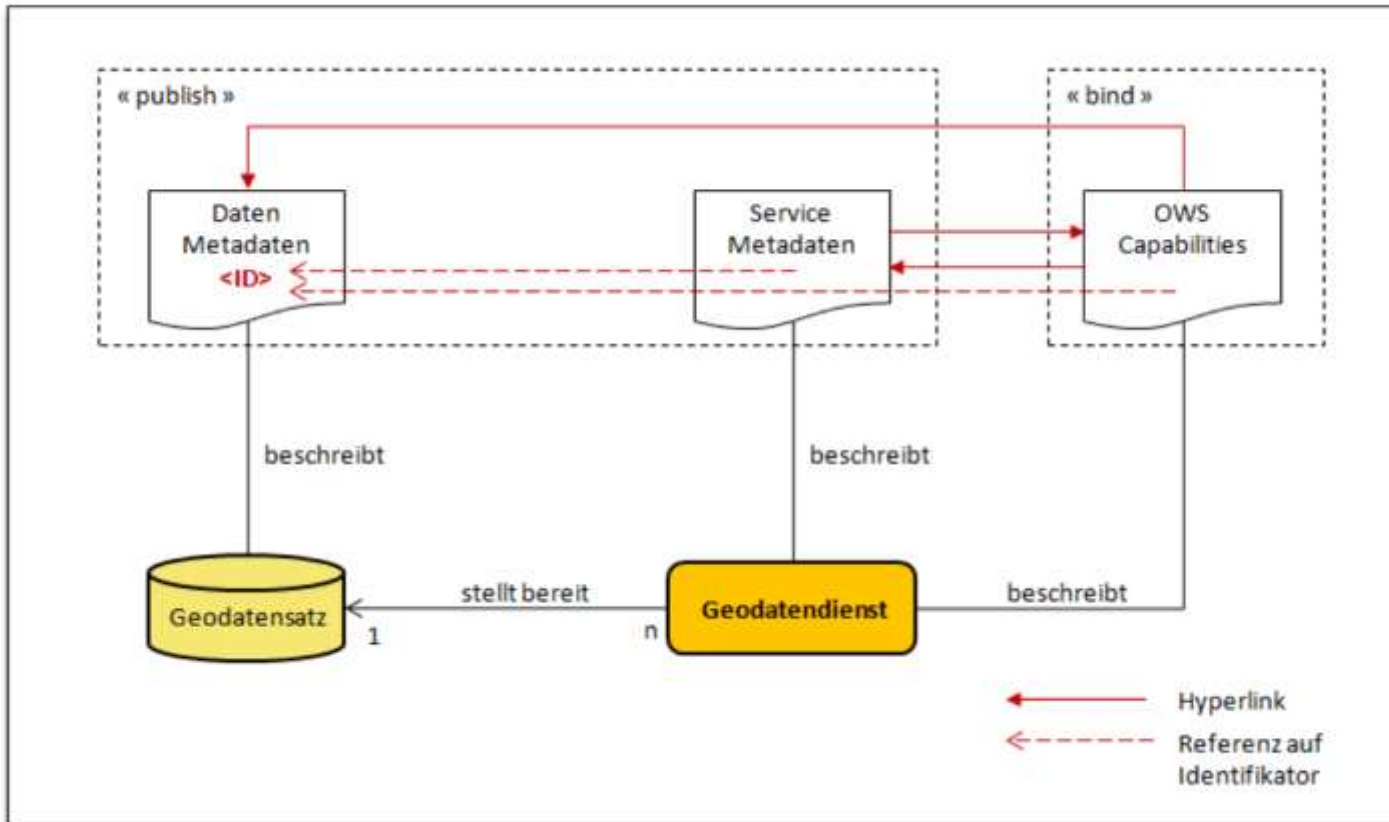 « publish »
« bind »
Daten
Metadaten
<ID>
Service
Metadaten
OWS
Capabilities
beschreibt
beschreibt
Geodatensatz
1
stellt bereit
n
Geodatendienst
beschreibt
Hyperlink
Referenz auf
Identifikator